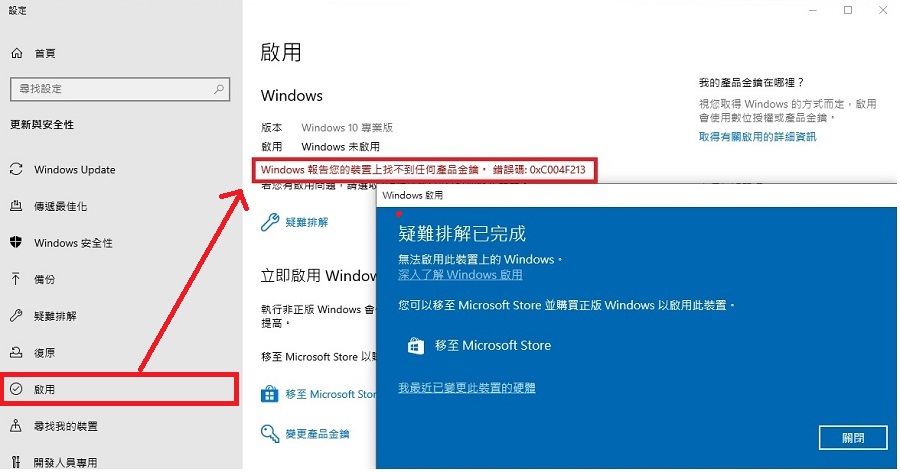 設定
首頁
尋找設定
更新與安全性
Windows Update
傳遞最佳化
Windows 安全性
備份
疑難排解
復原
啟用
尋找我的裝置
開發人員專用
啟用
Windows
版本 Windows 10 專業版
啟用 Windows 未啟用
Windows 報告您的裝置上找不到任何產品金鑰。 錯誤碼: 0xC004F213
若您有啟用問題，請選取
疑難排解
立即啟用 Window
執行非正版 Windows 會
提高。
移至 Microsoft Store 以
移至 Microsoft Stor
變更產品金鑰
我的產品金鑰在哪裡？
視您取得 Windows 的方式而定，啟用
會使用數位授權或產品金鑰。
取得有關啟用的詳細資訊
Windows 啟用
疑難排解已完成
無法啟用此裝置上的 Windows。
深入了解 Windows 啟用
您可以移至 Microsoft Store 並購買正版 Windows 以啟用此裝置。
移至 Microsoft Store
我最近已變更此裝置的硬體
關閉